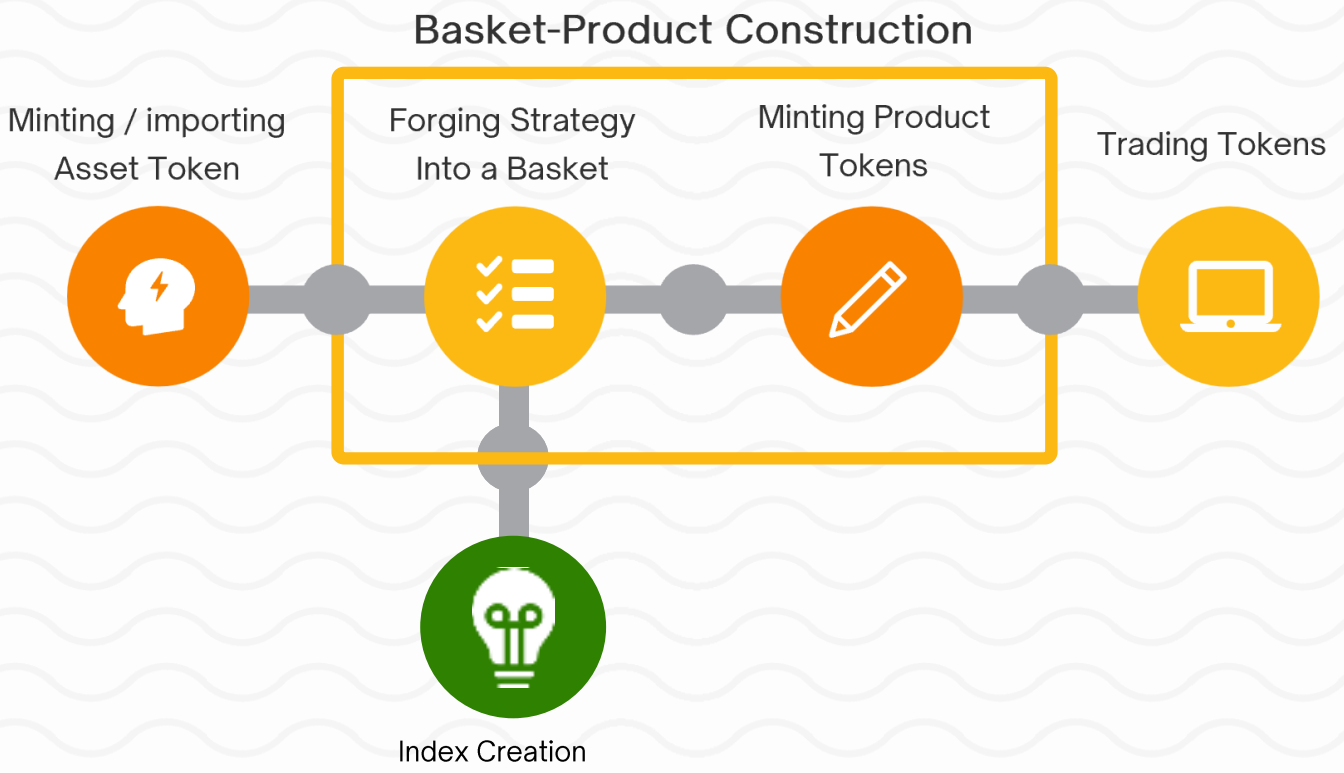 Basket-Product Construction
Minting / importing
Asset Token
Forging Strategy
Into a Basket
Minting Product
Tokens
Trading Tokens
Index Creation